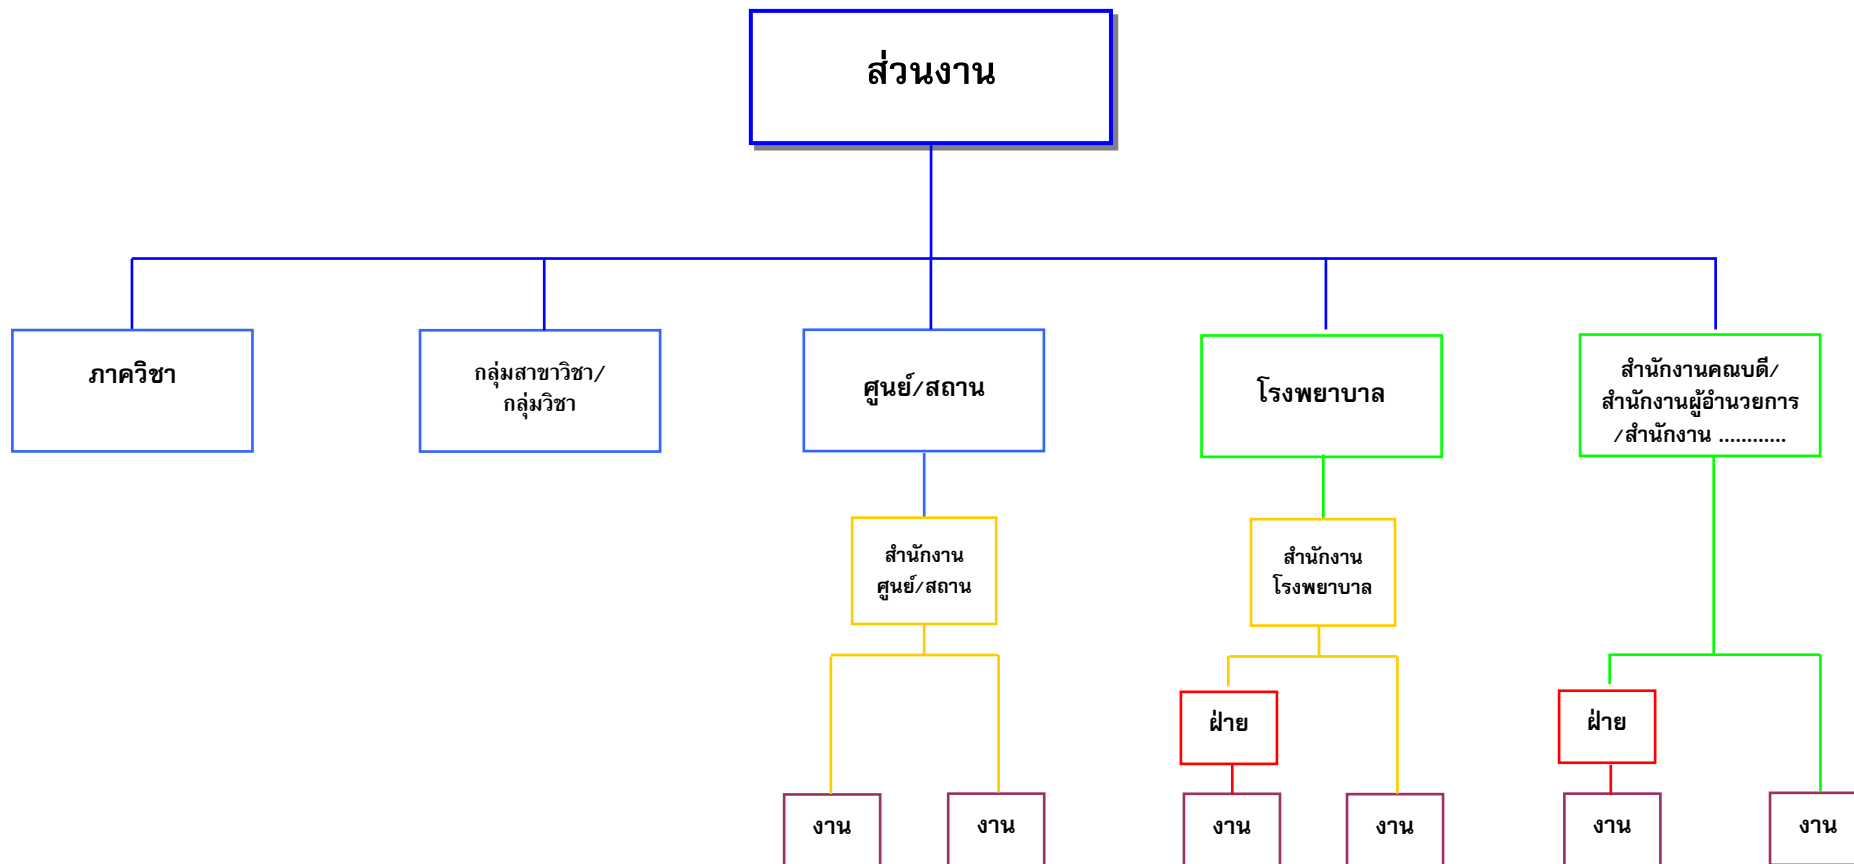 ส่วนงาน
ภาควิชา
กลุ่มสาขาวิชา/
กลุ่มวิชา
ศูนย์/สถาน
โรงพยาบาล
สำนักงานคณบดี/
สำนักงานผู้อำนวยการ
/สำนักงาน ............
สำนักงาน
ศูนย์/สถาน
สำนักงาน
โรงพยาบาล
ฝ่าย
ฝ่าย
งาน
งาน
งาน
งาน
งาน
งาน